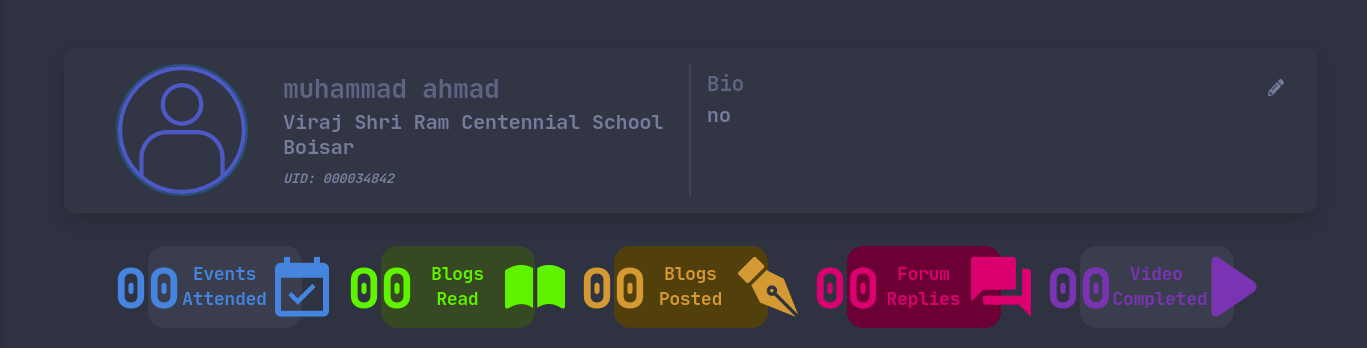 muhammad ahmad
Viraj Shri Ram Centennial School
Boisar
UID: 000034842
Bio
no
00 Events Attended
00 Blogs Read
00 Blogs Posted
00 Forum Replies
00 Video Completed